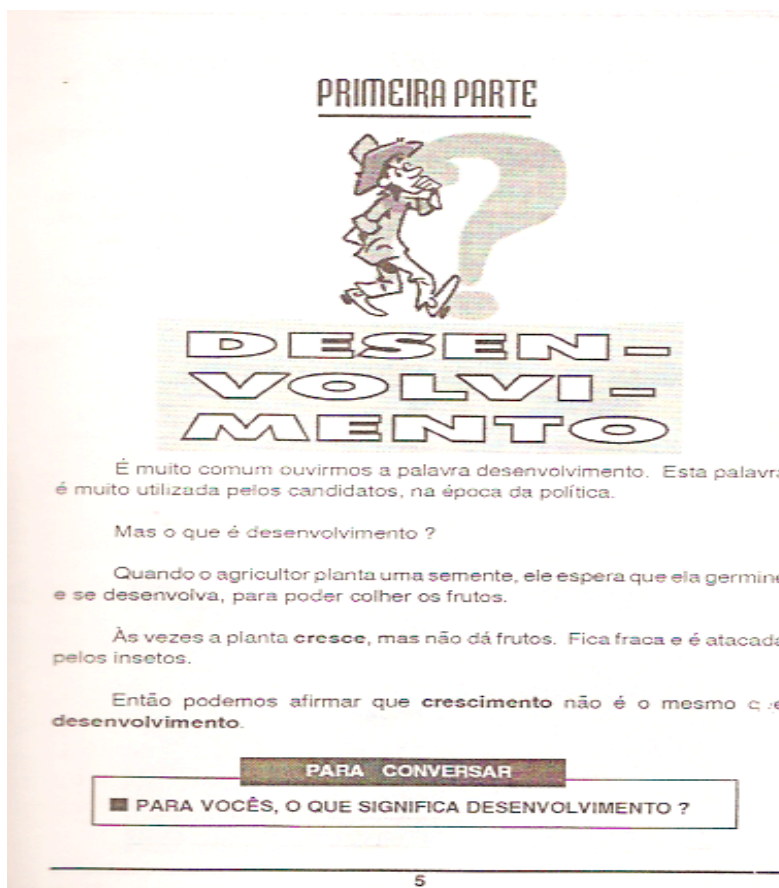 PRIMEIRA PARTE
DESEN-
VOLVI-
MENTO
É muito comum ouvirmos a palavra desenvolvimento. Esta palavra
é muito utilizada pelos candidatos, na época da política.
Mas o que é desenvolvimento ?
Quando o agricultor planta uma semente, ele espera que ela germine
e se desenvolva, para poder colher os frutos.
Às vezes a planta cresce, mas não dá frutos. Fica fraca e é atacada
pelos insetos.
Então podemos afirmar que crescimento não é o mesmo que
desenvolvimento.
PARA CONVERSAR
PARA VOCÊS, O QUE SIGNIFICA DESENVOLVIMENTO ?
5